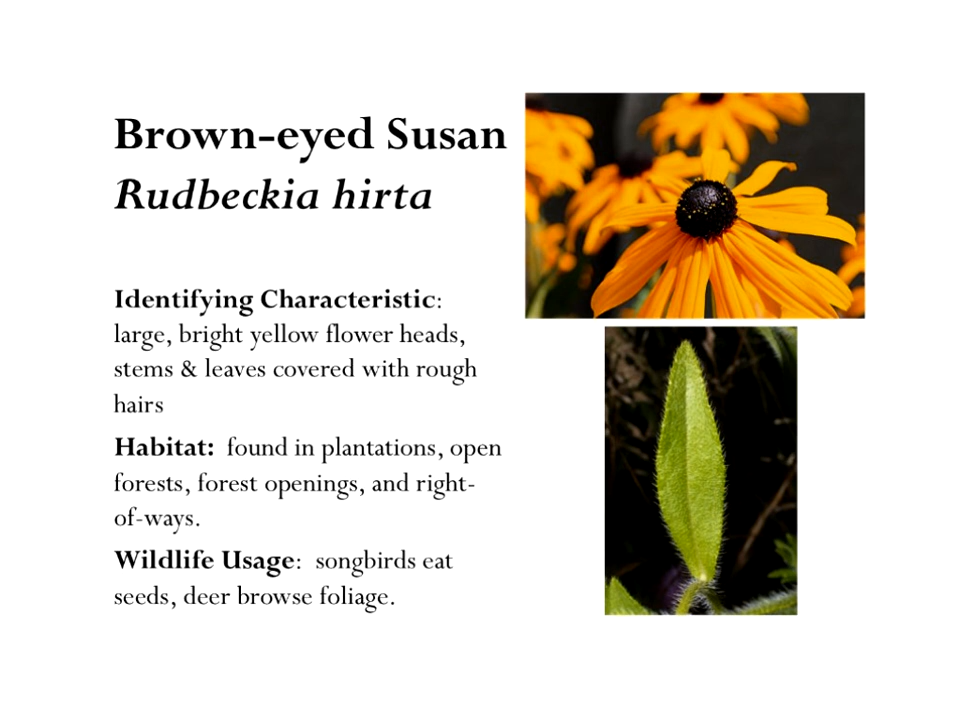 Brown-eyed Susan
Rudbeckia hirta
Identifying Characteristic:
large, bright yellow flower heads,
stems & leaves covered with rough
hairs
Habitat: found in plantations, open
forests, forest openings, and right-
of-ways.
Wildlife Usage: songbirds eat
seeds, deer browse foliage.